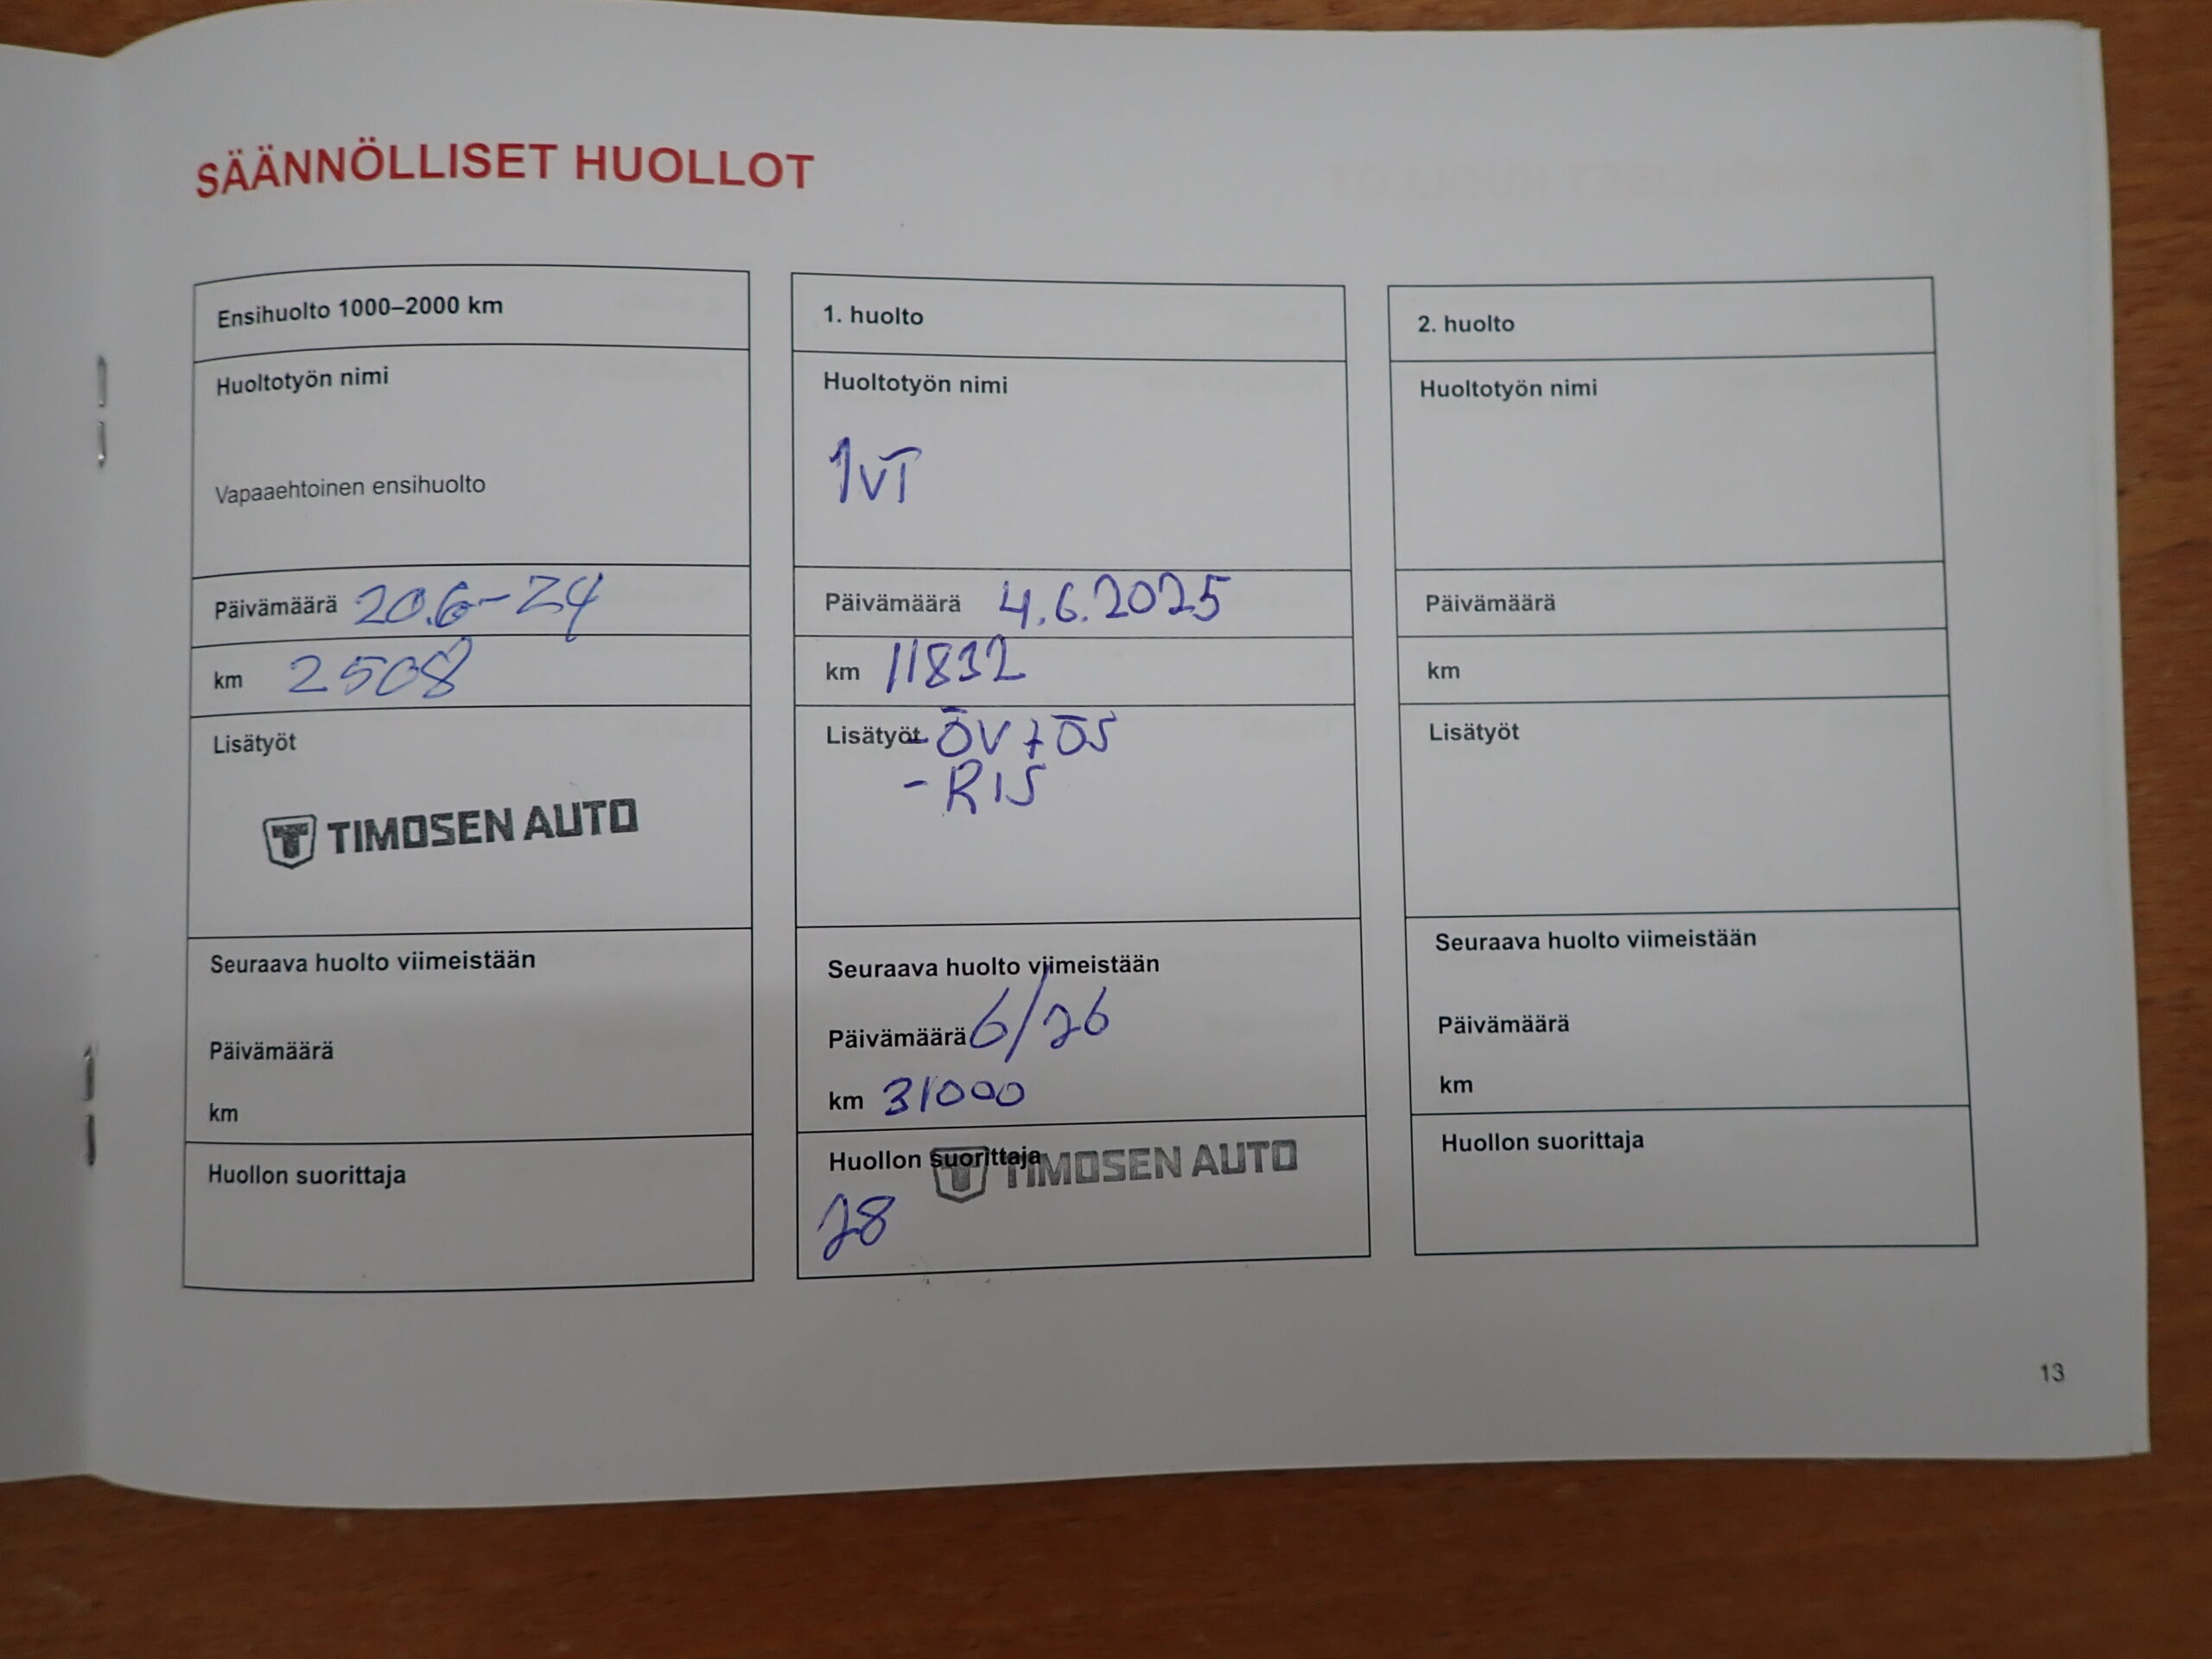 SÄÄNNÖLLISET HUOLLOT
Ensihuolto 1000–2000 km
Huoltotyön nimi
Vapaaehtoinen ensihuolto
Päivämäärä 20.6-24
km 2508
Lisätyöt
TIMOSEN AUTO
Seuraava huolto viimeistään
Päivämäärä
km
Huollon suorittaja
1. huolto
Huoltotyön nimi
1VT
Päivämäärä 4.6.2025
km 11832
Lisätyöt -ÖV+ÖS
-RIS
Seuraava huolto viimeistään
Päivämäärä 6/26
km 31000
Huollon suorittaja TIMOSEN AUTO
28
2. huolto
Huoltotyön nimi
Päivämäärä
km
Lisätyöt
Seuraava huolto viimeistään
Päivämäärä
km
Huollon suorittaja
13